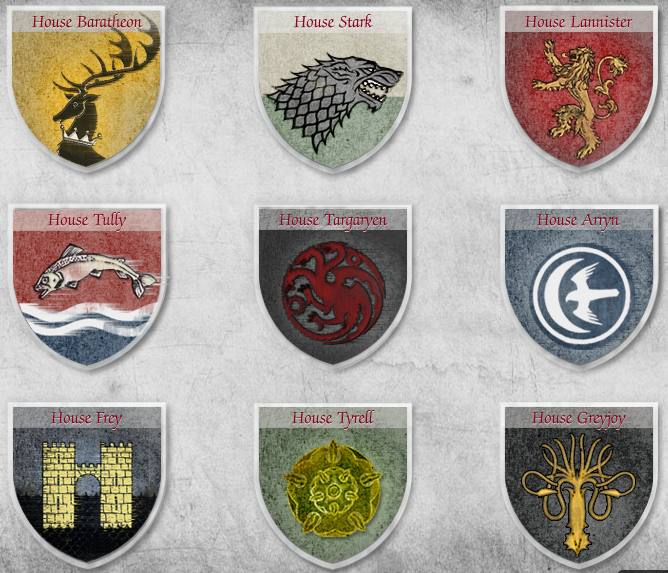 House Baratheon
House Stark
House Lannister
House Tully
House Targaryen
House Arryn
House Frey
House Tyrell
House Greyjoy